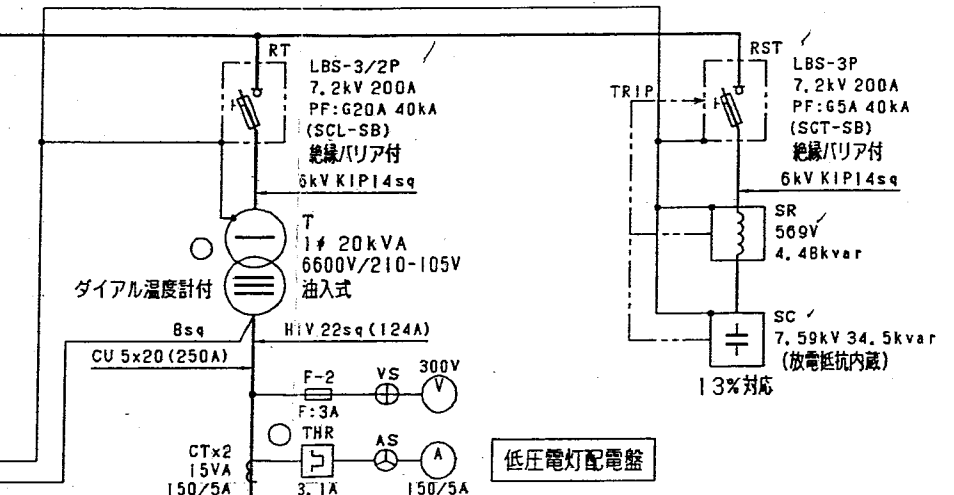 RT
LBS-3/2P
7.2kV 200A
PF:G20A 40kA
(SCL-SB)
絶縁バリア付
6kV KIP14sq
T
1φ 20kVA
6600V/210-105V
油入式
ダイアル温度計付
8sq
HIV 22sq(124A)
CU 5x20(250A)
F-2
F:3A
VS
300V
V
THR
3.1A
AS
A
150/5A
CTx2
15VA
150/5A
低圧電灯配電盤
RST
TRIP
LBS-3P
7.2kV 200A
PF:G5A 40kA
(SCT-SB)
絶縁バリア付
6kV KIP14sq
SR
569V
4.48kvar
SC
7.59kV 34.5kvar
(放電抵抗内蔵)
13%対応